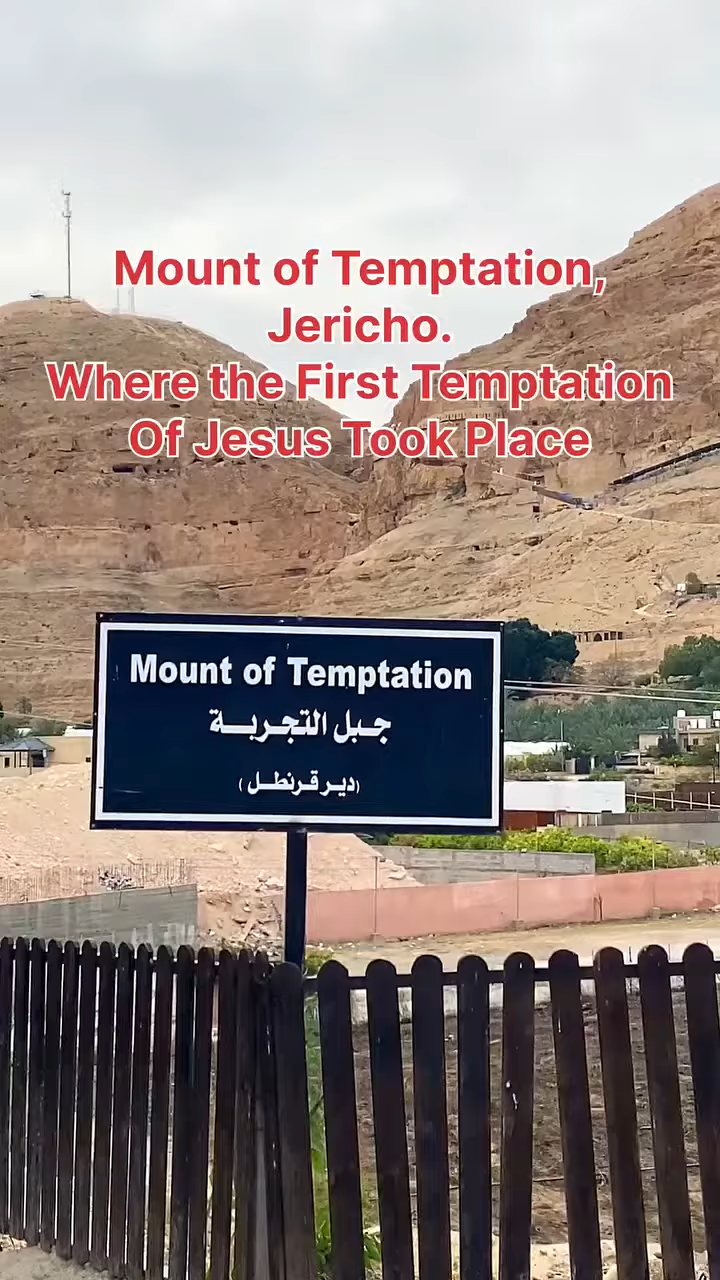 Mount of Temptation,
Jericho.
Where the First Temptation
Of Jesus Took Place
Mount of Temptation
جبل التجربة
(دير قرنطل)